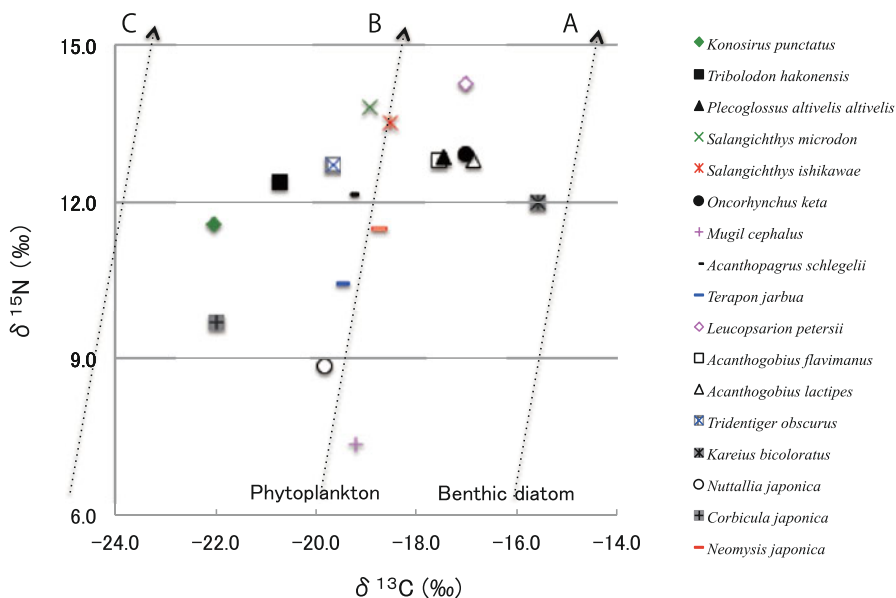 C
B
A
15.0
12.0
9.0
6.0
δ 15N (‰)
Phytoplankton
Benthic diatom
−24.0
−22.0
−20.0
−18.0
−16.0
−14.0
δ 13C (‰)
Konosirus punctatus
Tribolodon hakonensis
Plecoglossus altivelis altivelis
Salangichthys microdon
Salangichthys ishikawae
Oncorhynchus keta
Mugil cephalus
Acanthopagrus schlegelii
Terapon jarbua
Leucopsarion petersii
Acanthogobius flavimanus
Acanthogobius lactipes
Tridentiger obscurus
Kareius bicoloratus
Nuttallia japonica
Corbicula japonica
Neomysis japonica